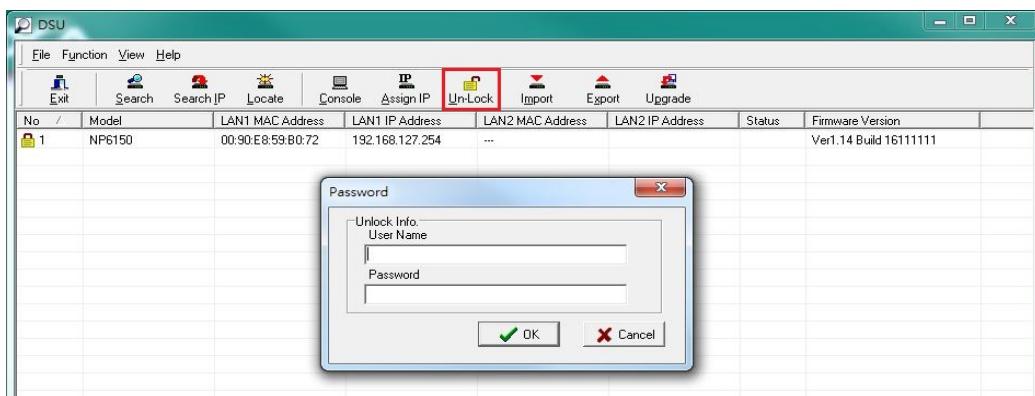 DSU
File Function View Help
IP
Exit Search Search IP Locate Console Assign IP Un-Lock Import Export Upgrade
No / Model LAN1 MAC Address LAN1 IP Address LAN2 MAC Address LAN2 IP Address Status Firmware Version
1 NP6150 00:90:E8:59:B0:72 192.168.127.254 --- Ver1.14 Build 16111111
Password
Unlock Info.
User Name
Password
OK Cancel